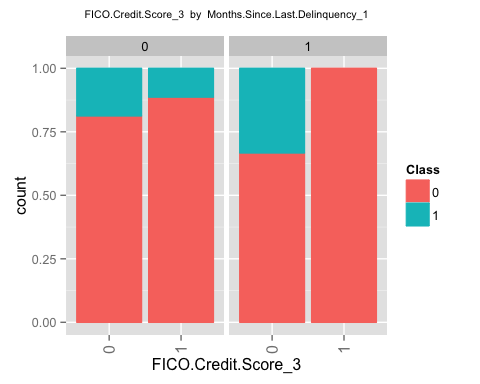 FICO.Credit.Score_3 by Months.Since.Last.Delinquency_1
0 1
1.00
0.75
0.50
0.25
0.00
count
0 1 0 1
FICO.Credit.Score_3
Class
0
1